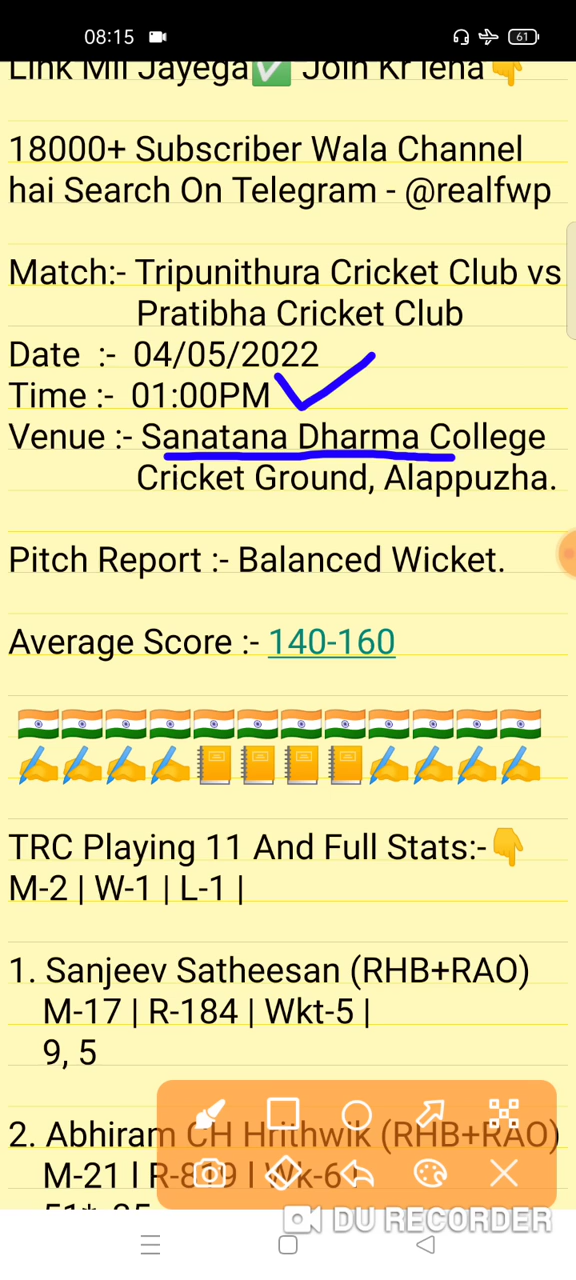 08:15
61
Link Mil Jayega✅ Join Kr lena👇
18000+ Subscriber Wala Channel
hai Search On Telegram - @realfwp
Match:- Tripunithura Cricket Club vs
Pratibha Cricket Club
Date :- 04/05/2022
Time :- 01:00PM
Venue :- Sanatana Dharma College
Cricket Ground, Alappuzha.
Pitch Report :- Balanced Wicket.
Average Score :- 140-160
TRC Playing 11 And Full Stats:-👇
M-2 | W-1 | L-1 |
1. Sanjeev Satheesan (RHB+RAO)
M-17 | R-184 | Wkt-5 |
9, 5
2. Abhiram CH Hrithwik (RHB+RAO)
M-21 l R-819 l Wk-6
DU RECORDER